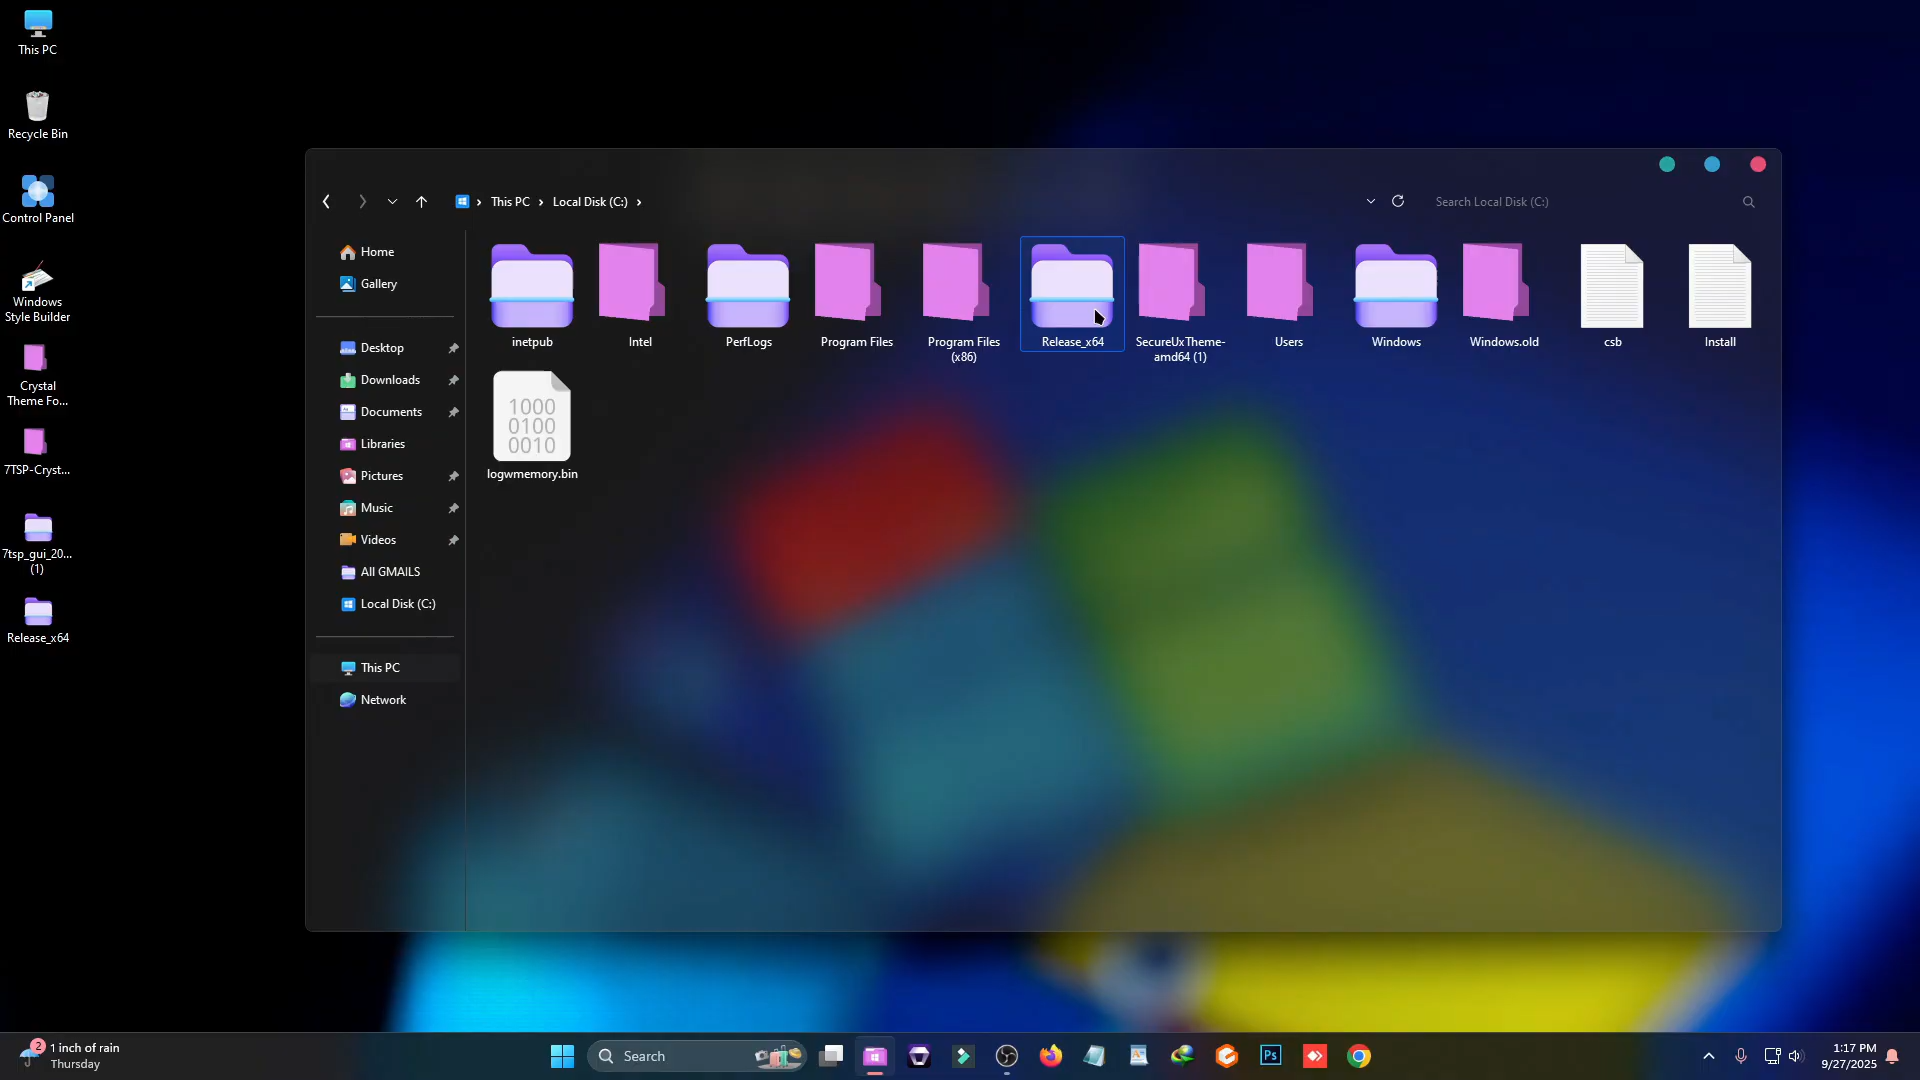 This PC
Recycle Bin
Control Panel
Windows
Style Builder
Crystal
Theme Fo...
7TSP-Cryst...
7tsp_gui_20...
(1)
Release_x64
This PC
Local Disk (C:)
Search Local Disk (C:)
Home
Gallery
Desktop
Downloads
Documents
Libraries
Pictures
Music
Videos
All GMAILS
Local Disk (C:)
This PC
Network
inetpub
Intel
PerfLogs
Program Files
Program Files
(x86)
Release_x64
SecureUxTheme-
amd64 (1)
Users
Windows
Windows.old
csb
Install
1000
0100
0010
logwmemory.bin
2
1 inch of rain
Thursday
Search
Ps
1:17 PM
9/27/2025